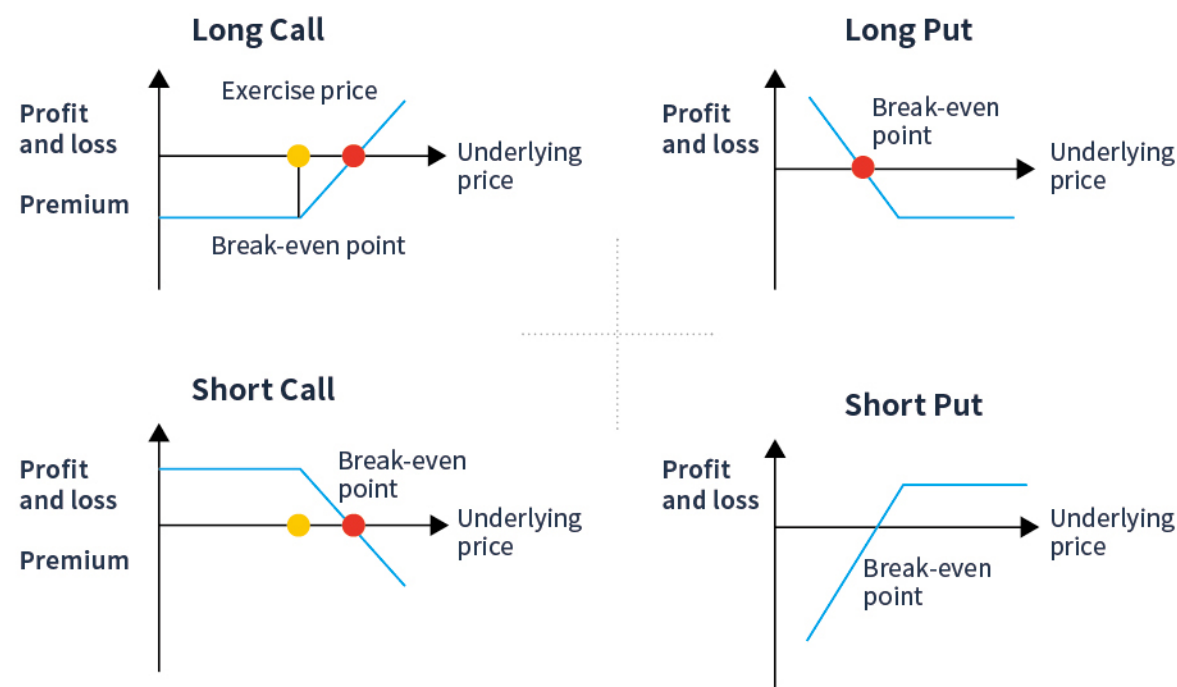 Long Call
Profit
and loss
Premium
Exercise price
Underlying
price
Break-even point
Long Put
Profit
and loss
Break-even
point
Underlying
price
Short Call
Profit
and loss
Premium
Break-even
point
Underlying
price
Short Put
Profit
and loss
Underlying
price
Break-even
point